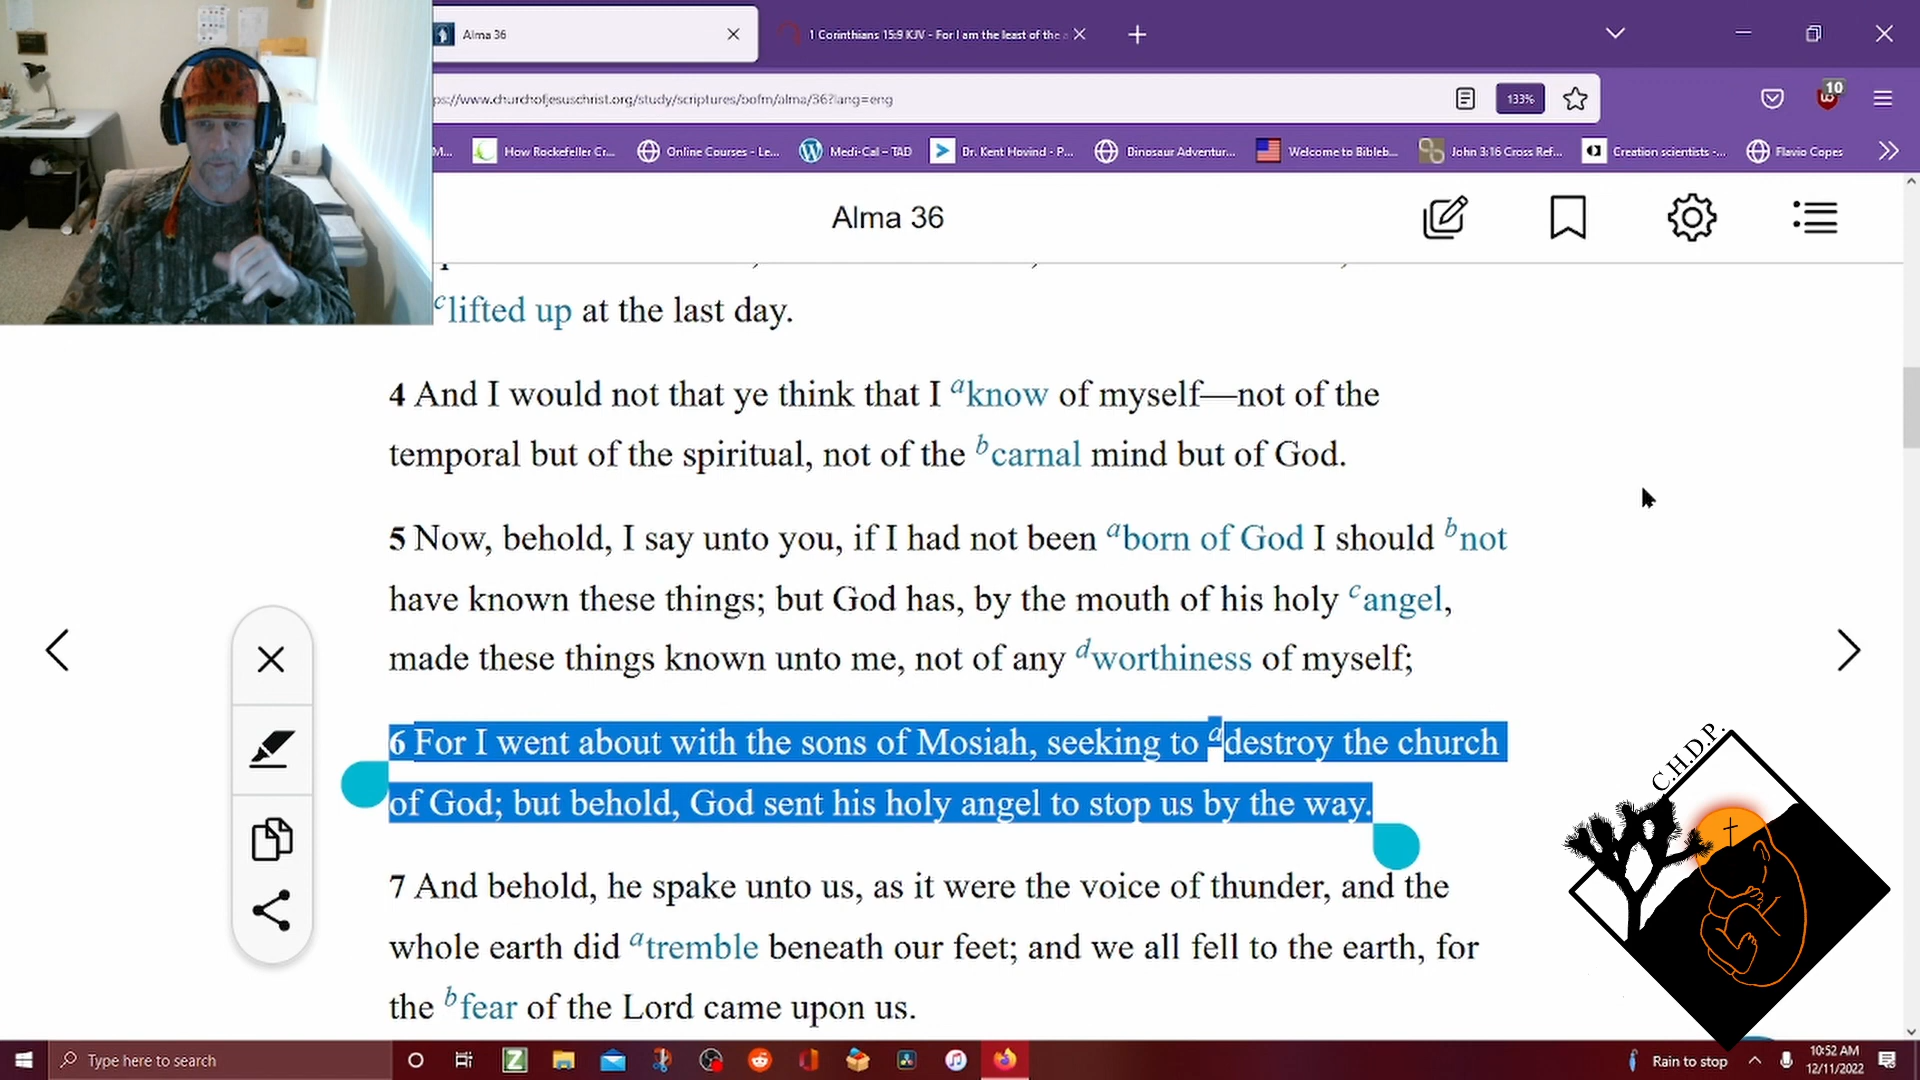 Alma 36
1 Corinthians 15:9 KJV - For I am the least of the
ps://www.churchofjesuschrist.org/study/scriptures/bofm/alma/36?lang=eng
133%
10
M...
How Rockefeller Cr...
Online Courses - Le...
Medi-Cal – TAD
Dr. Kent Hovind - P...
Dinosaur Adventur...
Welcome to Bibleb...
John 3:16 Cross Ref...
Creation scientists -...
Flavio Copes
Alma 36
c lifted up at the last day.
4 And I would not that ye think that I a know of myself—not of the
temporal but of the spiritual, not of the b carnal mind but of God.
5 Now, behold, I say unto you, if I had not been a born of God I should b not
have known these things; but God has, by the mouth of his holy c angel,
made these things known unto me, not of any d worthiness of myself;
6 For I went about with the sons of Mosiah, seeking to a destroy the church
of God; but behold, God sent his holy angel to stop us by the way.
7 And behold, he spake unto us, as it were the voice of thunder, and the
whole earth did a tremble beneath our feet; and we all fell to the earth, for
the b fear of the Lord came upon us.
C.H.D.P.
Type here to search
Rain to stop
10:52 AM
12/11/2022